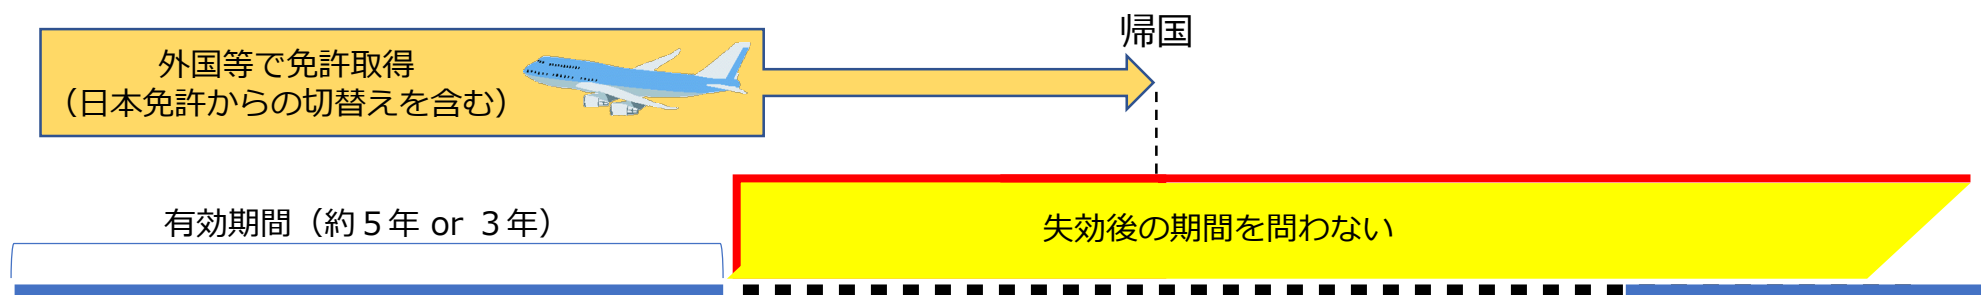 帰国
外国等で免許取得
（日本免許からの切替えを含む）
有効期間（約５年 or ３年）
失効後の期間を問わない